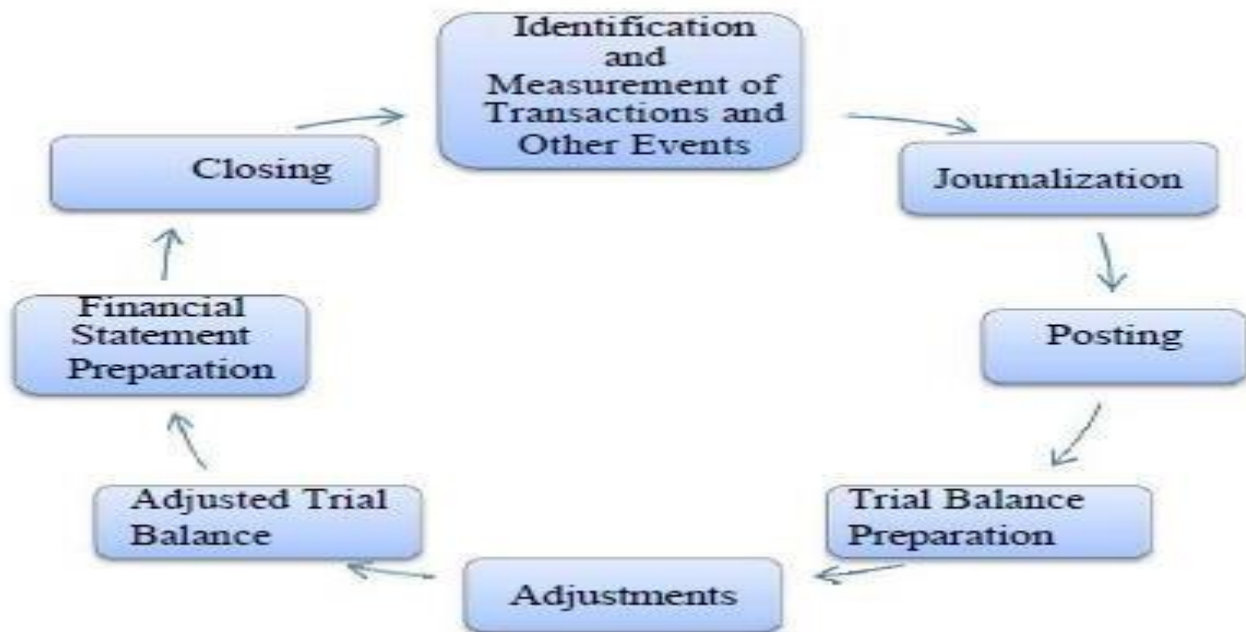 Identification
and
Measurement of
Transactions and
Other Events
Journalization
Posting
Trial Balance
Preparation
Adjustments
Adjusted Trial
Balance
Financial
Statement
Preparation
Closing